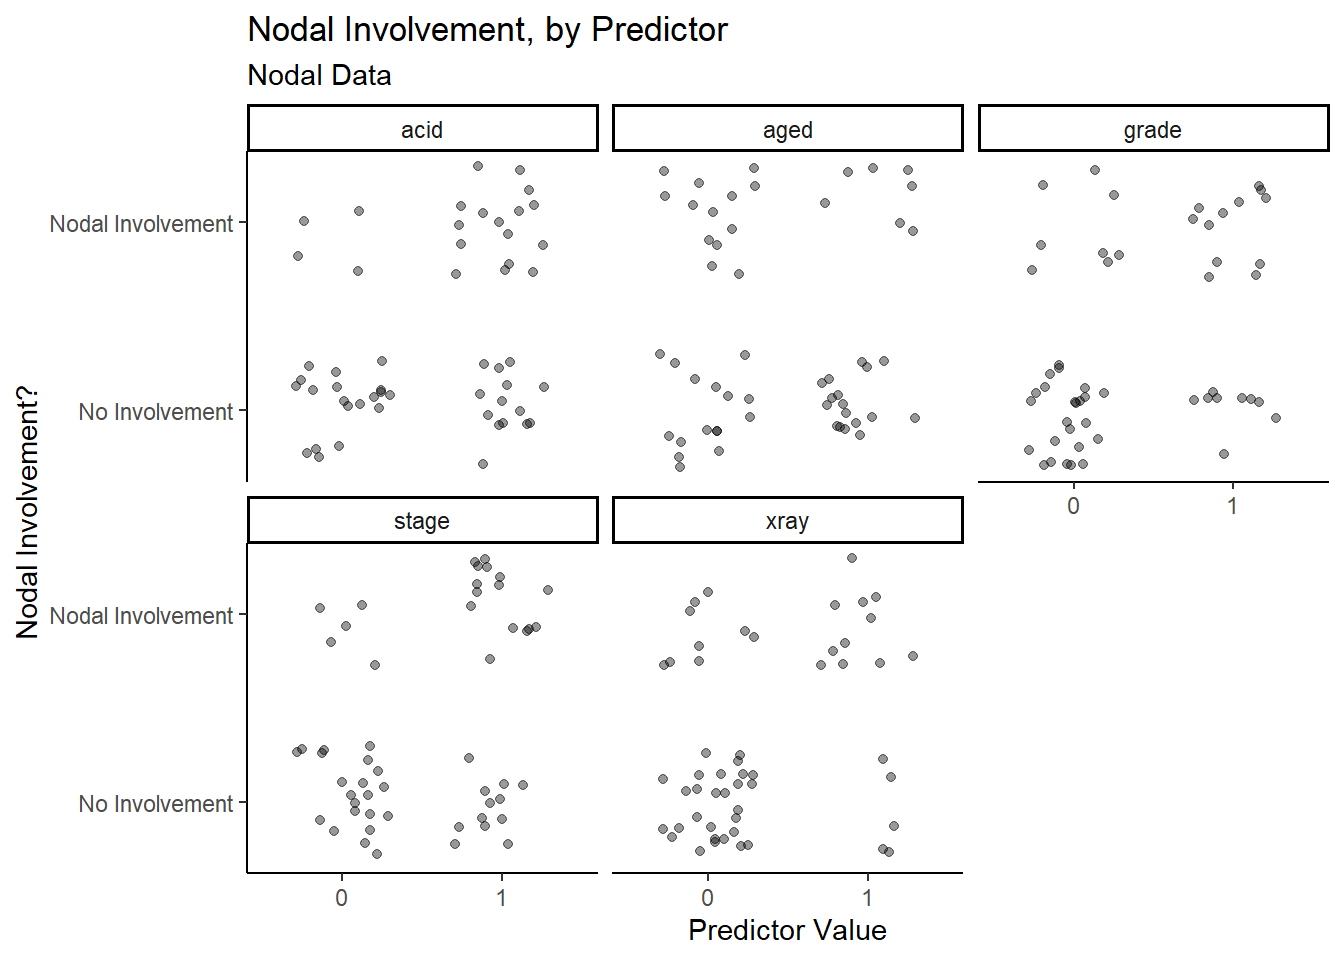 Nodal Involvement, by Predictor
Nodal Data
acid
aged
grade
Nodal Involvement
No Involvement
0
1
stage
xray
Nodal Involvement
No Involvement
0
1
0
1
Nodal Involvement?
Predictor Value